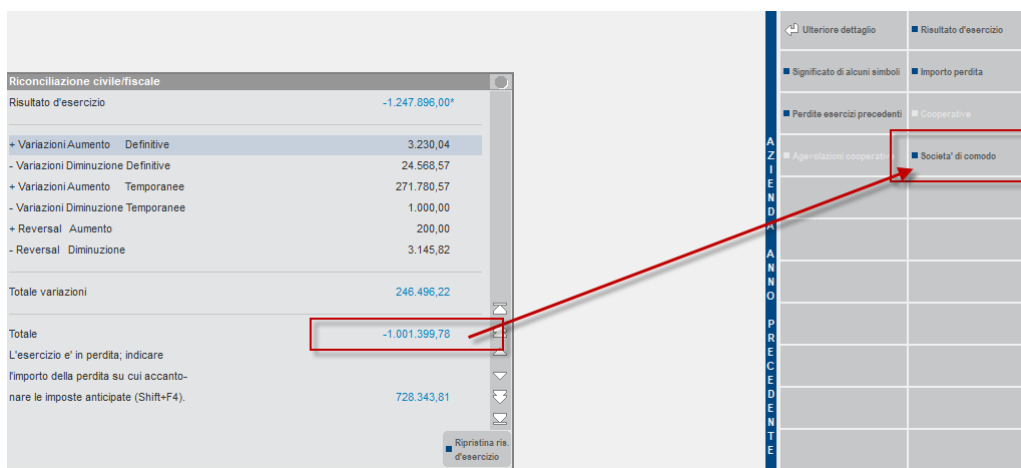 Riconciliazione civile/fiscale
Risultato d'esercizio -1.247.896,00*
+ Variazioni Aumento Definitive 3.230,04
- Variazioni Diminuzione Definitive 24.568,57
+ Variazioni Aumento Temporanee 271.780,57
- Variazioni Diminuzione Temporanee 1.000,00
+ Reversal Aumento 200,00
- Reversal Diminuzione 3.145,82
Totale variazioni 246.496,22
Totale -1.001.399,78
L'esercizio e' in perdita; indicare
l'importo della perdita su cui accanto-
nare le imposte anticipate (Shift+F4). 728.343,81
Ripristina ris.
d'esercizio
AZIENDA ANNO PRECEDENTE
Ulteriore dettaglio Risultato d'esercizio
Significato di alcuni simboli Importo perdita
Perdite esercizi precedenti Cooperative
Agevolazioni cooperative Societa' di comodo